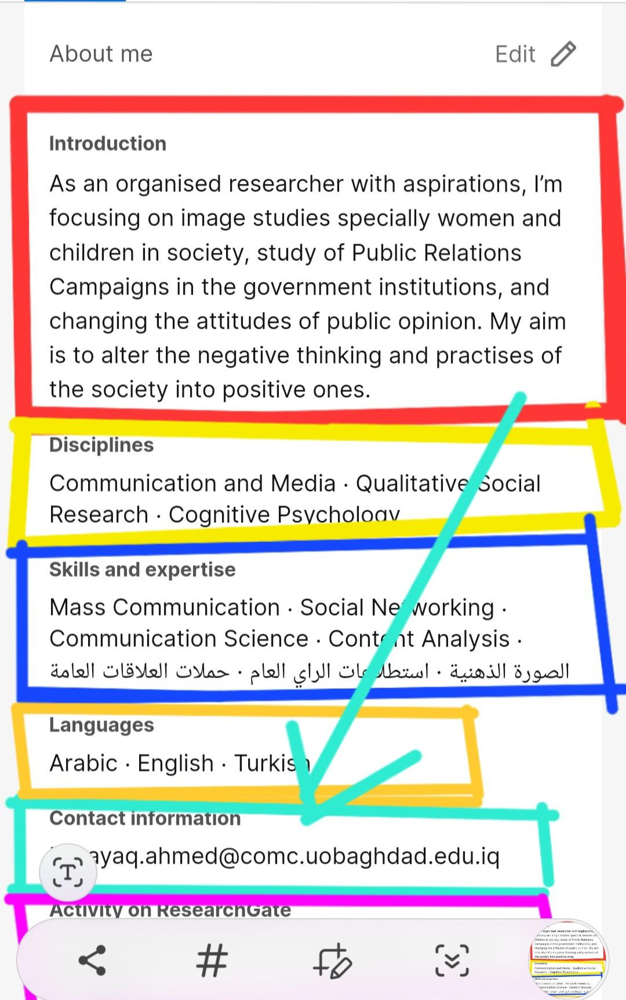 About me
Edit
Introduction
As an organised researcher with aspirations, I'm
focusing on image studies specially women and
children in society, study of Public Relations
Campaigns in the government institutions, and
changing the attitudes of public opinion. My aim
is to alter the negative thinking and practises of
the society into positive ones.
Disciplines
Communication and Media · Qualitative Social
Research · Cognitive Psychology
Skills and expertise
Mass Communication · Social Networking ·
Communication Science · Content Analysis ·
الصورة الذهنية · استطلاعات الراي العام · حملات العلاقات العامة
Languages
Arabic · English · Turkish
Contact information
ayaq.ahmed@comc.uobaghdad.edu.iq
Activity on ResearchGate